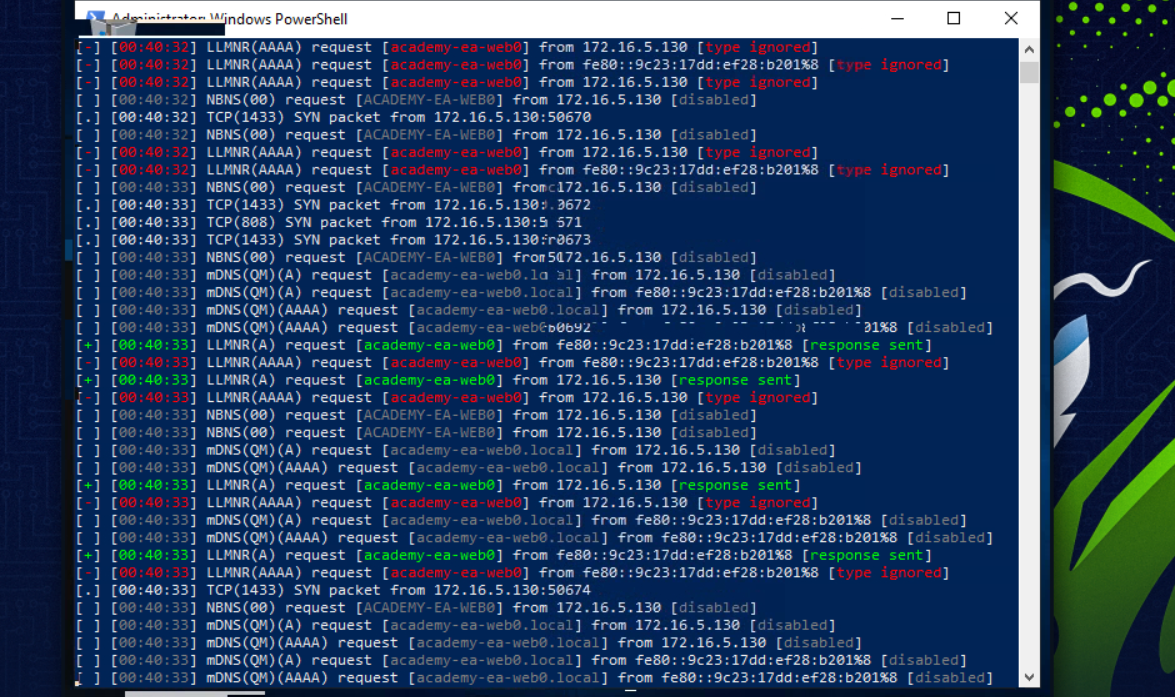 Administrator: Windows PowerShell
[-] [00:40:32] LLMNR(AAAA) request [academy-ea-web0] from 172.16.5.130 [type ignored]
[-] [00:40:32] LLMNR(AAAA) request [academy-ea-web0] from fe80::9c23:17dd:ef28:b201%8 [type ignored]
[-] [00:40:32] LLMNR(AAAA) request [academy-ea-web0] from 172.16.5.130 [type ignored]
[ ] [00:40:32] NBNS(00) request [ACADEMY-EA-WEB0] from 172.16.5.130 [disabled]
[.] [00:40:32] TCP(1433) SYN packet from 172.16.5.130:50670
[ ] [00:40:32] NBNS(00) request [ACADEMY-EA-WEB0] from 172.16.5.130 [disabled]
[-] [00:40:32] LLMNR(AAAA) request [academy-ea-web0] from 172.16.5.130 [type ignored]
[-] [00:40:32] LLMNR(AAAA) request [academy-ea-web0] from fe80::9c23:17dd:ef28:b201%8 [type ignored]
[ ] [00:40:33] NBNS(00) request [ACADEMY-EA-WEB0] from 172.16.5.130 [disabled]
[.] [00:40:33] TCP(1433) SYN packet from
[.] [00:40:33] TCP(808) SYN packet from
[.] [00:40:33] TCP(1433) SYN packet from
[ ] [00:40:33] NBNS(00) request [ACADEMY-EA-WEB0] from 172.16.5.130 [disabled]
[ ] [00:40:33] mDNS(QM)(A) request from 172.16.5.130 [disabled]
[ ] [00:40:33] mDNS(QM)(A) request [academy-ea-web0.local] from fe80::9c23:17dd:ef28:b201%8 [disabled]
[ ] [00:40:33] mDNS(QM)(AAAA) request [academy-ea-web0.local] from 172.16.5.130 [disabled]
[ ] [00:40:33] mDNS(QM)(AAAA) request [disabled]
[+] [00:40:33] LLMNR(A) request [academy-ea-web0] from fe80::9c23:17dd:ef28:b201%8 [response sent]
[-] [00:40:33] LLMNR(AAAA) request [academy-ea-web0] from fe80::9c23:17dd:ef28:b201%8 [type ignored]
[+] [00:40:33] LLMNR(A) request [academy-ea-web0] from 172.16.5.130 [response sent]
[-] [00:40:33] LLMNR(AAAA) request [academy-ea-web0] from 172.16.5.130 [type ignored]
[ ] [00:40:33] NBNS(00) request [ACADEMY-EA-WEB0] from 172.16.5.130 [disabled]
[ ] [00:40:33] NBNS(00) request [ACADEMY-EA-WEB0] from 172.16.5.130 [disabled]
[ ] [00:40:33] mDNS(QM)(A) request [academy-ea-web0.local] from 172.16.5.130 [disabled]
[ ] [00:40:33] mDNS(QM)(AAAA) request [academy-ea-web0.local] from 172.16.5.130 [disabled]
[+] [00:40:33] LLMNR(A) request [academy-ea-web0] from 172.16.5.130 [response sent]
[-] [00:40:33] LLMNR(AAAA) request [academy-ea-web0] from 172.16.5.130 [type ignored]
[ ] [00:40:33] mDNS(QM)(A) request [academy-ea-web0.local] from fe80::9c23:17dd:ef28:b201%8 [disabled]
[ ] [00:40:33] mDNS(QM)(AAAA) request [academy-ea-web0.local] from fe80::9c23:17dd:ef28:b201%8 [disabled]
[+] [00:40:33] LLMNR(A) request [academy-ea-web0] from fe80::9c23:17dd:ef28:b201%8 [response sent]
[-] [00:40:33] LLMNR(AAAA) request [academy-ea-web0] from fe80::9c23:17dd:ef28:b201%8 [type ignored]
[.] [00:40:33] TCP(1433) SYN packet from 172.16.5.130:50674
[ ] [00:40:33] NBNS(00) request [ACADEMY-EA-WEB0] from 172.16.5.130 [disabled]
[ ] [00:40:33] mDNS(QM)(A) request [academy-ea-web0.local] from 172.16.5.130 [disabled]
[ ] [00:40:33] mDNS(QM)(AAAA) request [academy-ea-web0.local] from 172.16.5.130 [disabled]
[ ] [00:40:33] mDNS(QM)(A) request [academy-ea-web0.local] from fe80::9c23:17dd:ef28:b201%8 [disabled]
[ ] [00:40:33] mDNS(QM)(AAAA) request [academy-ea-web0.local] from fe80::9c23:17dd:ef28:b201%8 [disabled]